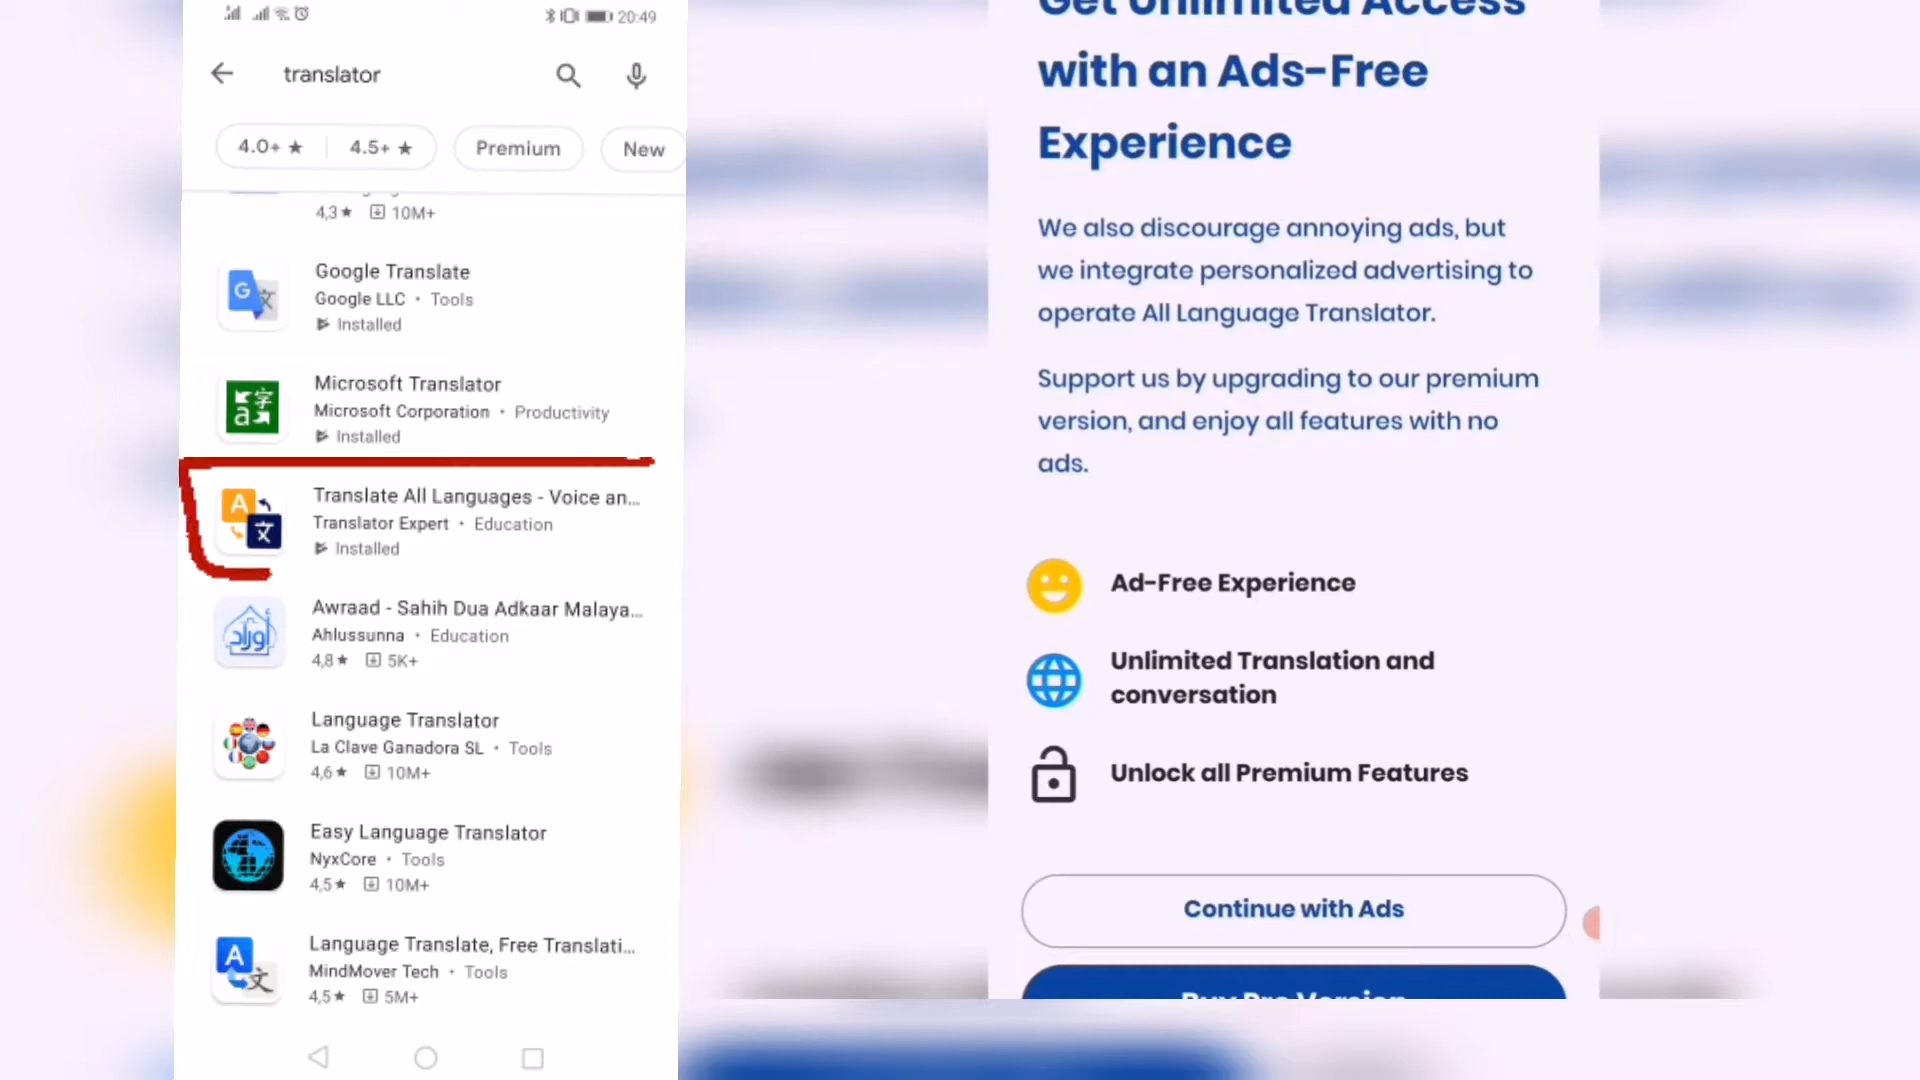 20:49
translator
4.0+ ★ 4.5+ ★ Premium New
4,3★ 10M+
Google Translate
Google LLC • Tools
Installed
Microsoft Translator
Microsoft Corporation • Productivity
Installed
Translate All Languages - Voice an...
Translator Expert • Education
Installed
Awraad - Sahih Dua Adkaar Malaya...
Ahlussunna • Education
4,8★ 5K+
Language Translator
La Clave Ganadora SL • Tools
4,6★ 10M+
Easy Language Translator
NyxCore • Tools
4,5★ 10M+
Language Translate, Free Translati...
MindMover Tech • Tools
4,5★ 5M+
Get Unlimited Access
with an Ads-Free
Experience
We also discourage annoying ads, but
we integrate personalized advertising to
operate All Language Translator.
Support us by upgrading to our premium
version, and enjoy all features with no
ads.
Ad-Free Experience
Unlimited Translation and
conversation
Unlock all Premium Features
Continue with Ads
Buy Pro Version